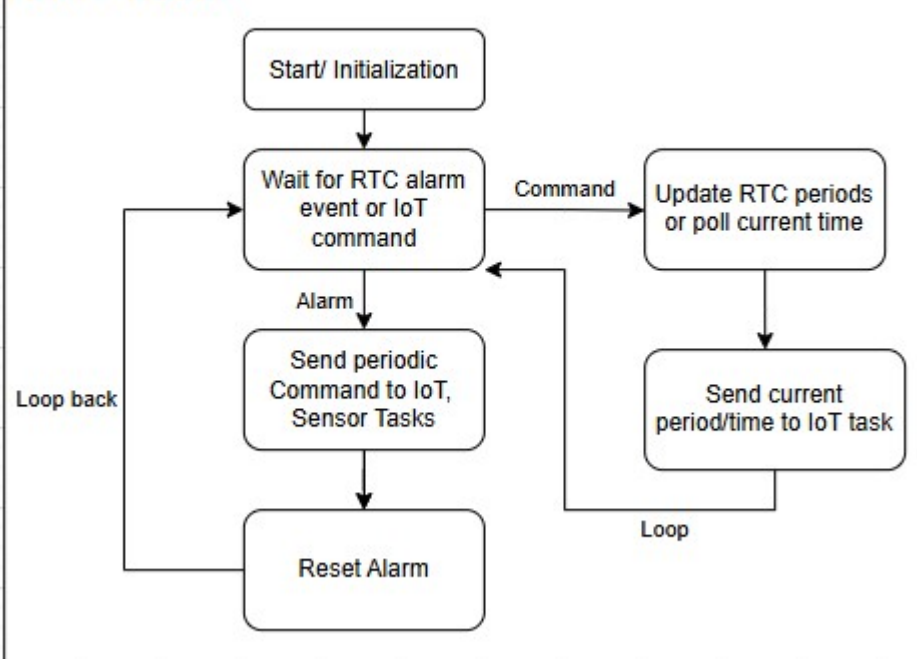 Start/ Initialization
Wait for RTC alarm
event or IoT
command
Command
Update RTC periods
or poll current time
Alarm
Send periodic
Command to IoT,
Sensor Tasks
Loop back
Send current
period/time to IoT task
Loop
Reset Alarm